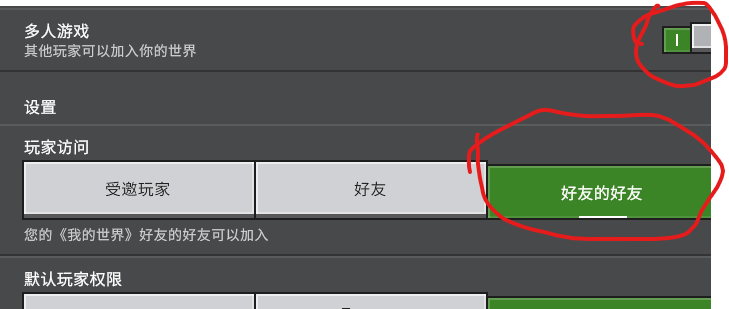 多人游戏
其他玩家可以加入你的世界
设置
玩家访问
受邀玩家 好友 好友的好友
您的《我的世界》好友的好友可以加入
默认玩家权限